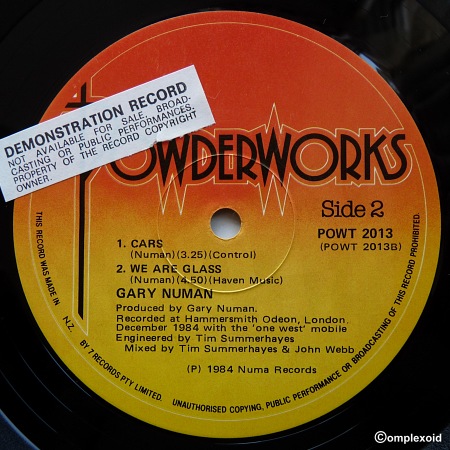 DEMONSTRATION RECORD
NOT AVAILABLE FOR SALE, BROAD-
CASTING OR PUBLIC PERFORMANCES.
PROPERTY OF THE RECORD COPYRIGHT
OWNER.
POWDERWORKS
Side 2
POWT 2013
(POWT 2013B)
1. CARS
(Numan)(3.25)(Control)
2. WE ARE GLASS
(Numan)(4.50)(Haven Music)
GARY NUMAN
Produced by Gary Numan.
Recorded at Hammersmith Odeon, London.
December 1984 with the 'one west' mobile
Engineered by Tim Summerhayes
Mixed by Tim Summerhayes & John Webb
(P) 1984 Numa Records
THIS RECORD WAS MADE IN N.Z. BY 7 RECORDS PTY LIMITED. UNAUTHORISED COPYING, PUBLIC PERFORMANCE OR BROADCASTING OF THIS RECORD PROHIBITED.
©omplexoid